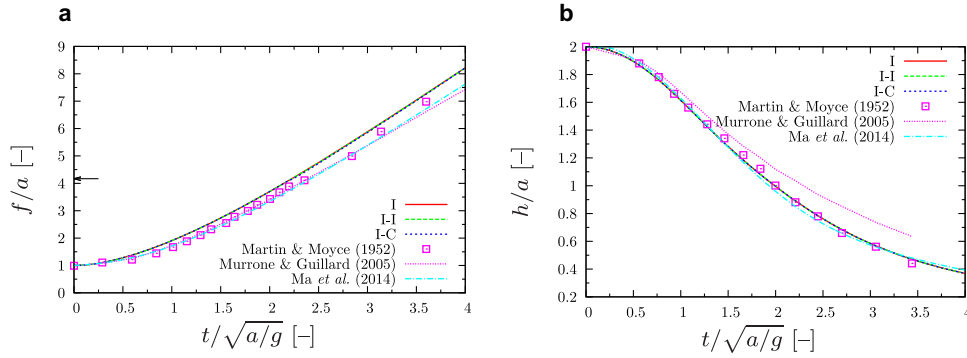 a
9
8
7
6
5
4
3
2
1
0
f/a [–]
I
I-I
I-C
Martin & Moyce (1952)
Murrone & Guillard (2005)
Ma et al. (2014)
0 0.5 1 1.5 2 2.5 3 3.5 4
t/√a/g [–]
b
2
1.8
1.6
1.4
1.2
1
0.8
0.6
0.4
0.2
h/a [–]
I
I-I
I-C
Martin & Moyce (1952)
Murrone & Guillard (2005)
Ma et al. (2014)
0 0.5 1 1.5 2 2.5 3 3.5 4
t/√a/g [–]